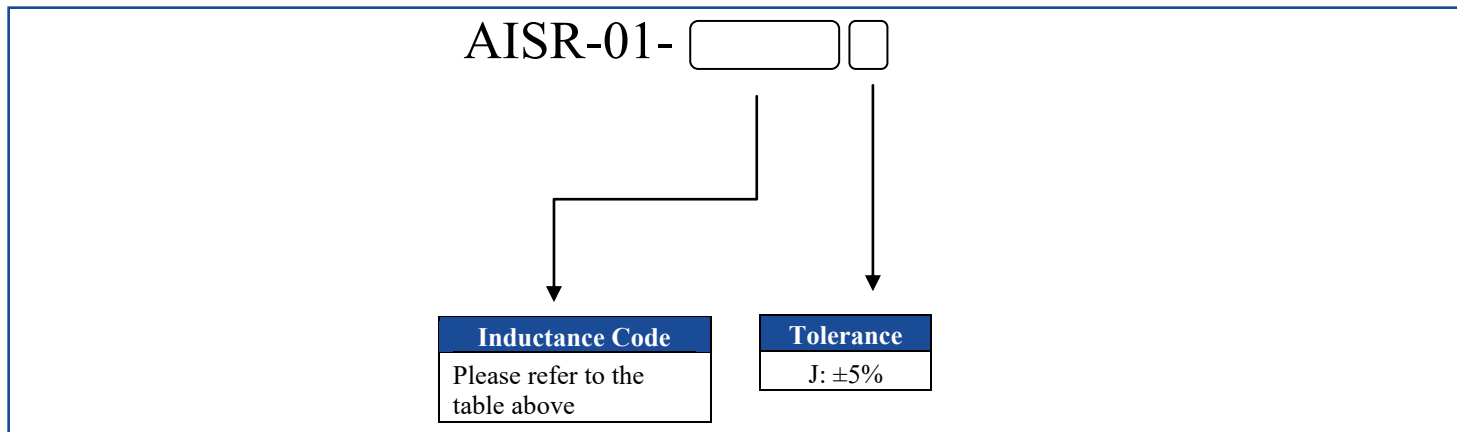 AISR-01-
Inductance Code
Please refer to the
table above
Tolerance
J: ±5%